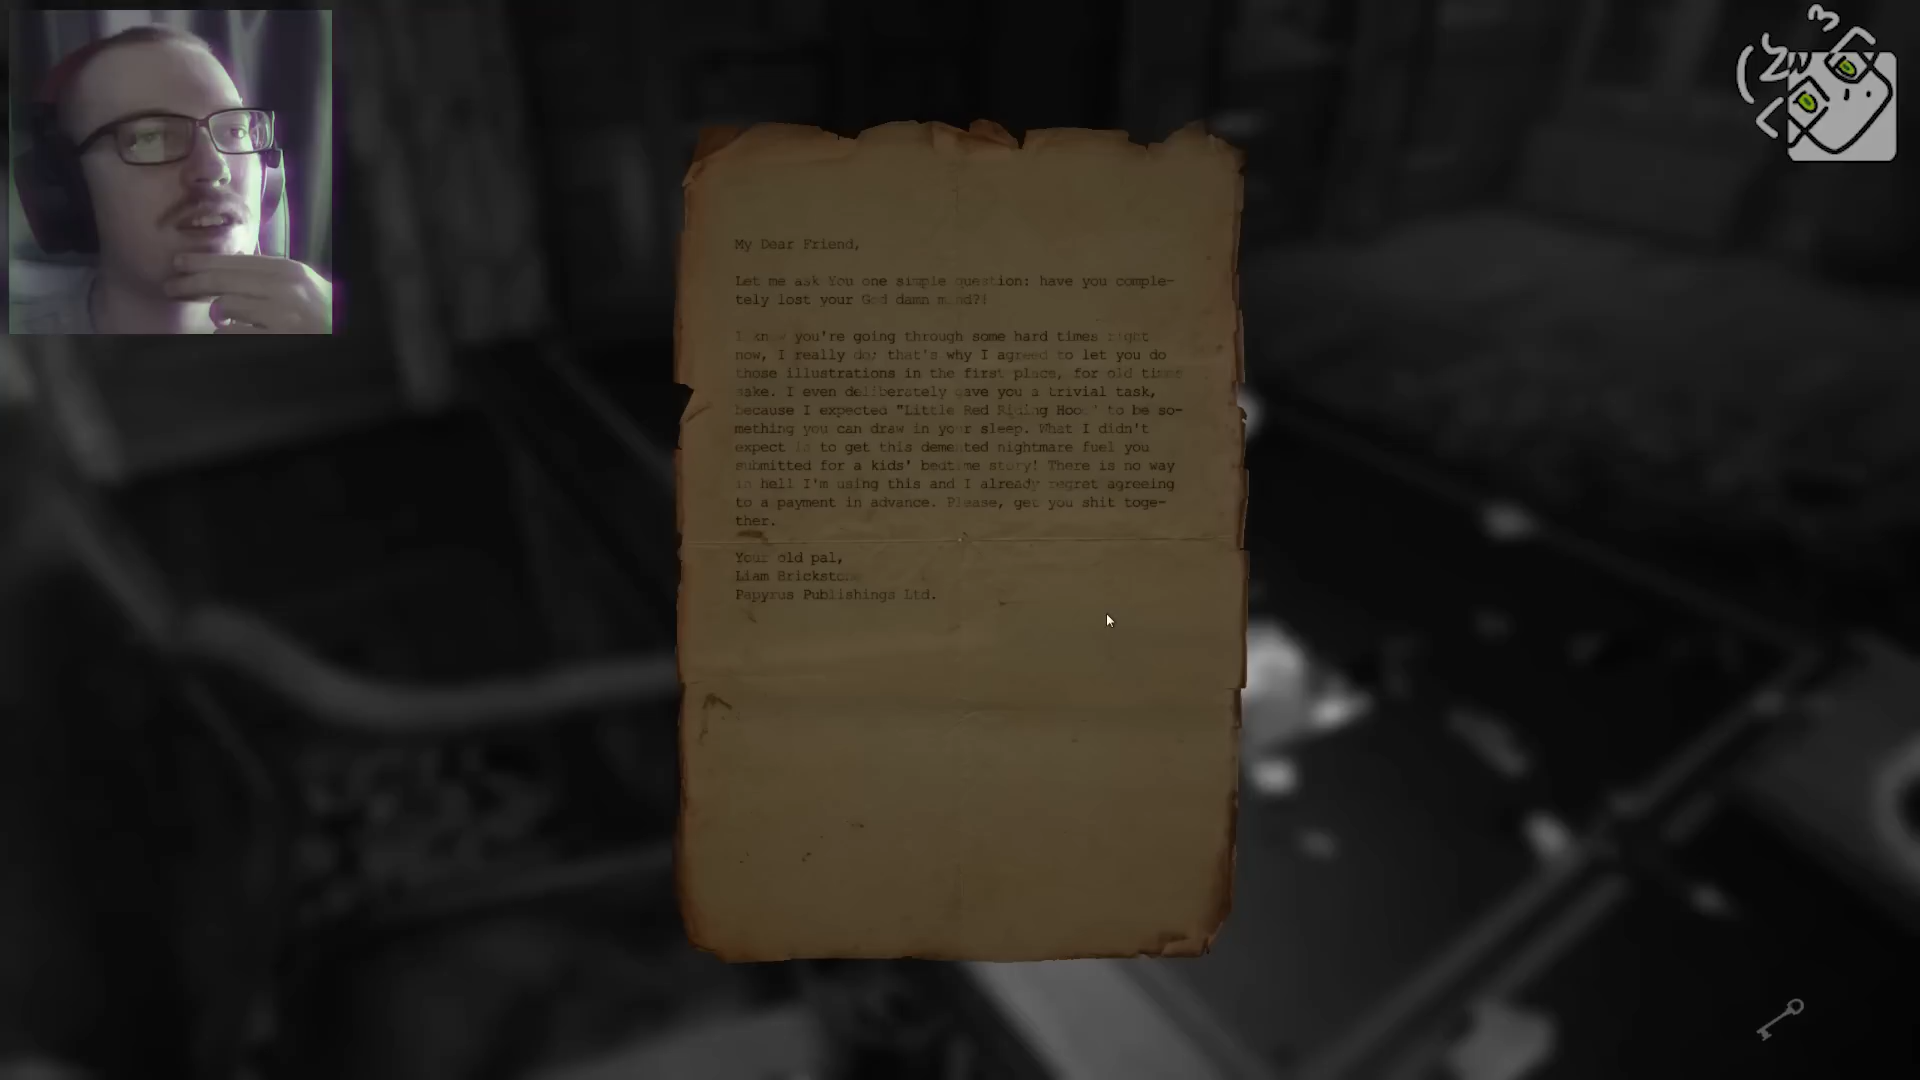 My Dear Friend,
Let me ask You one simple question: have you comple-
tely lost your God damn mind?!
I know you're going through some hard times right
now, I really do; that's why I agreed to let you do
those illustrations in the first place, for old times
sake. I even deliberately gave you a trivial task,
because I expected "Little Red Riding Hood" to be so-
mething you can draw in your sleep. What I didn't
expect is to get this demented nightmare fuel you
submitted for a kids' bedtime story! There is no way
in hell I'm using this and I already regret agreeing
to a payment in advance. Please, get you shit toge-
ther.
Your old pal,
Liam Brickstone
Papyrus Publishings Ltd.